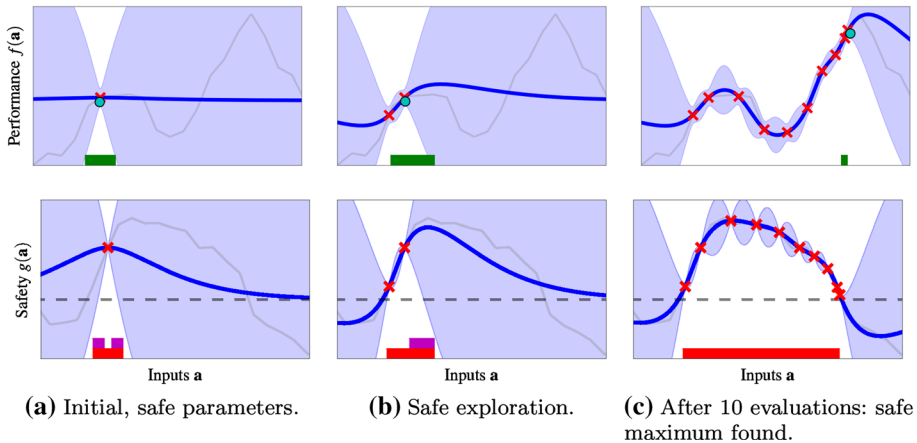 Performance f(a)
Safety g(a)
Inputs a
Inputs a
Inputs a
(a) Initial, safe parameters.
(b) Safe exploration.
(c) After 10 evaluations: safe
maximum found.